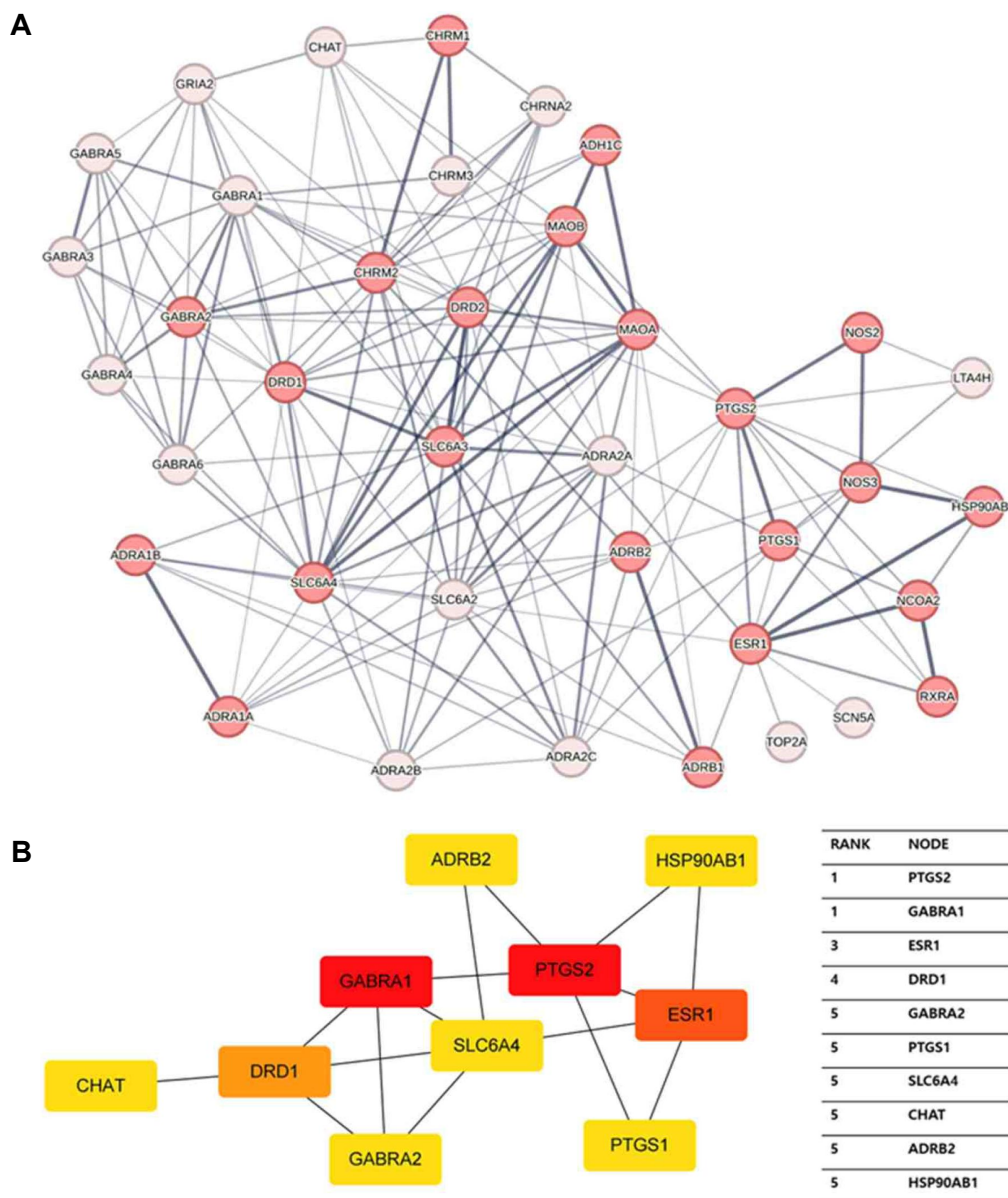 A
CHRM1
CHAT
GRIA2
CHRNA2
ADH1C
GABRA5
CHRM3
GABRA1
MAOB
GABRA3
CHRM2
DRD2
GABRA2
MAOA
NOS2
GABRA4
DRD1
LTA4H
PTGS2
SLC6A3
ADRA2A
GABRA6
NOS3
HSP90AB
PTGS1
ADRA1B
ADRB2
SLC6A4
SLC6A2
NCOA2
ESR1
RXRA
ADRA1A
SCN5A
TOP2A
ADRA2C
ADRB1
ADRA2B
B
ADRB2
HSP90AB1
GABRA1
PTGS2
ESR1
SLC6A4
DRD1
CHAT
GABRA2
PTGS1
RANK NODE
1 PTGS2
1 GABRA1
3 ESR1
4 DRD1
5 GABRA2
5 PTGS1
5 SLC6A4
5 CHAT
5 ADRB2
5 HSP90AB1